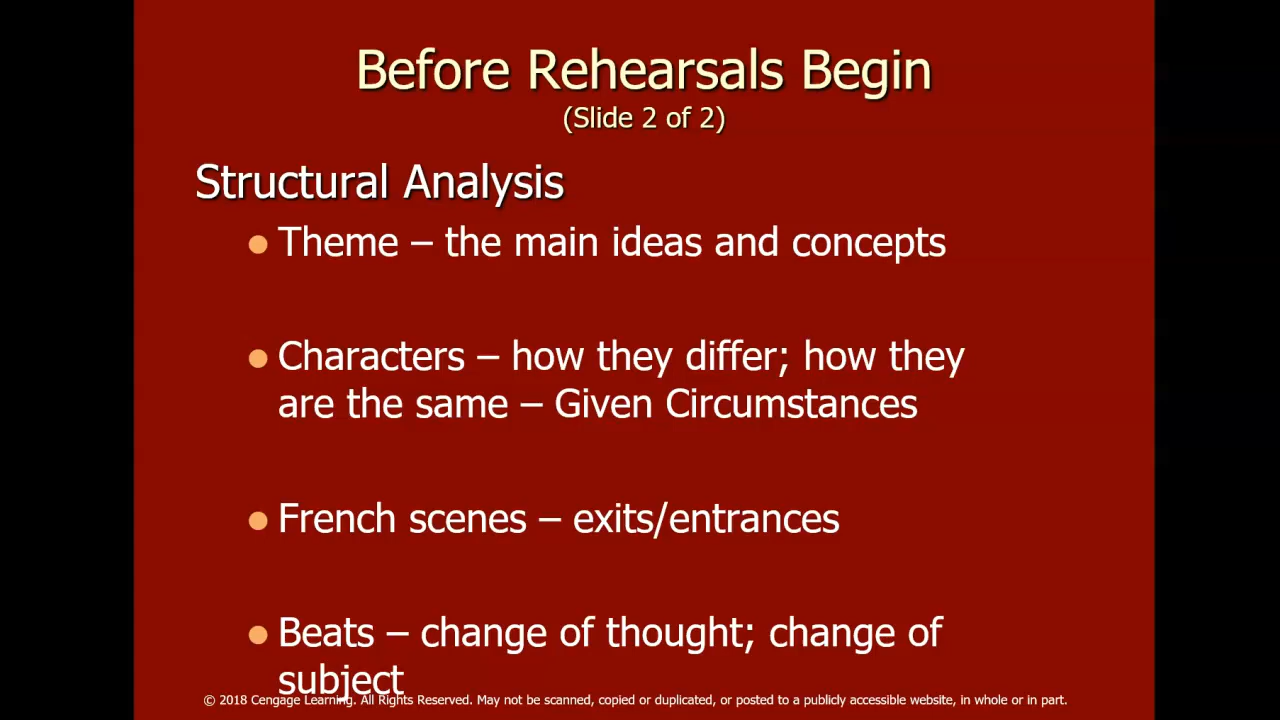 Before Rehearsals Begin
(Slide 2 of 2)
Structural Analysis
● Theme – the main ideas and concepts
● Characters – how they differ; how they
are the same – Given Circumstances
● French scenes – exits/entrances
● Beats – change of thought; change of
subject
© 2018 Cengage Learning. All Rights Reserved. May not be scanned, copied or duplicated, or posted to a publicly accessible website, in whole or in part.